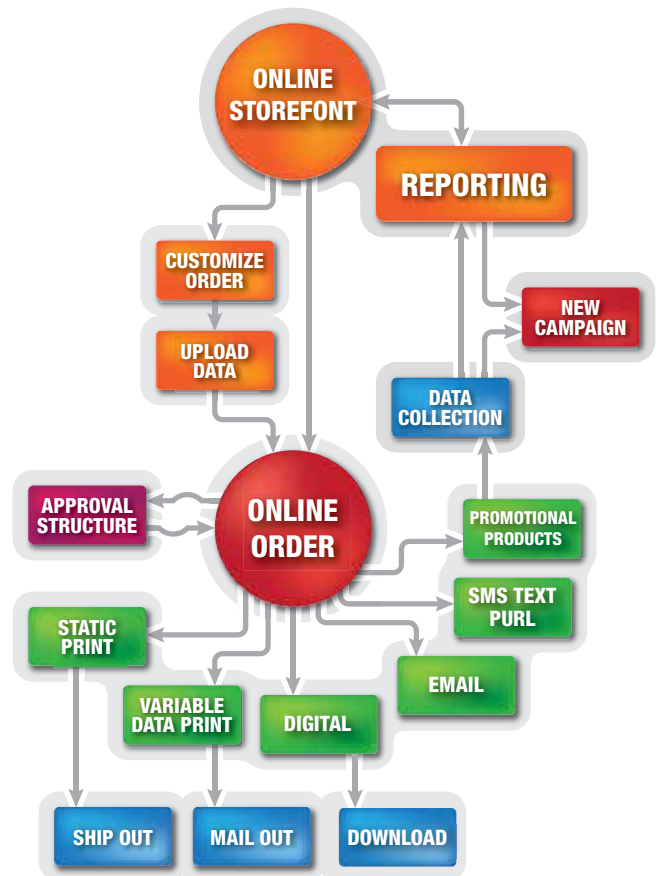 ONLINE
STOREFONT
REPORTING
CUSTOMIZE
ORDER
NEW
CAMPAIGN
UPLOAD
DATA
DATA
COLLECTION
APPROVAL
STRUCTURE
ONLINE
ORDER
PROMOTIONAL
PRODUCTS
SMS TEXT
PURL
STATIC
PRINT
EMAIL
VARIABLE
DATA PRINT
DIGITAL
SHIP OUT
MAIL OUT
DOWNLOAD